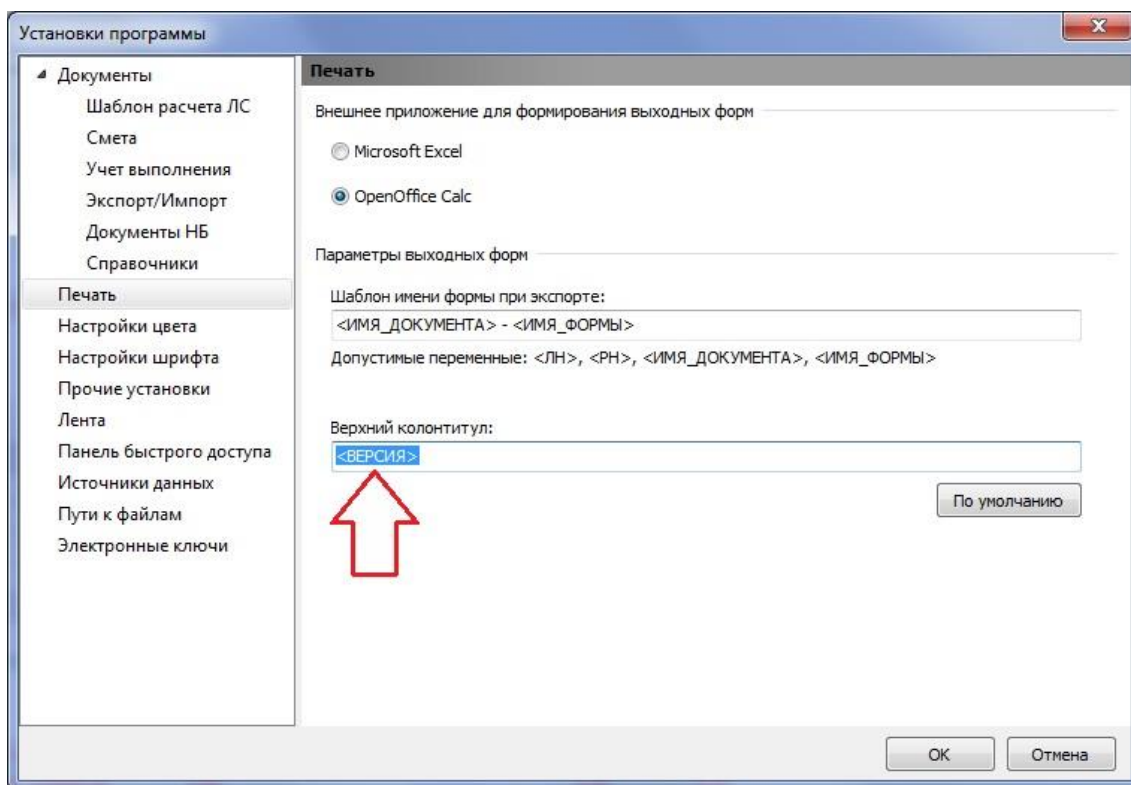 Установки программы
Документы
Шаблон расчета ЛС
Смета
Учет выполнения
Экспорт/Импорт
Документы НБ
Справочники
Печать
Настройки цвета
Настройки шрифта
Прочие установки
Лента
Панель быстрого доступа
Источники данных
Пути к файлам
Электронные ключи
Печать
Внешнее приложение для формирования выходных форм
Microsoft Excel
OpenOffice Calc
Параметры выходных форм
Шаблон имени формы при экспорте:
<ИМЯ_ДОКУМЕНТА> - <ИМЯ_ФОРМЫ>
Допустимые переменные: <ЛН>, <РН>, <ИМЯ_ДОКУМЕНТА>, <ИМЯ_ФОРМЫ>
Верхний колонтитул:
<ВЕРСИЯ>
По умолчанию
OK
Отмена